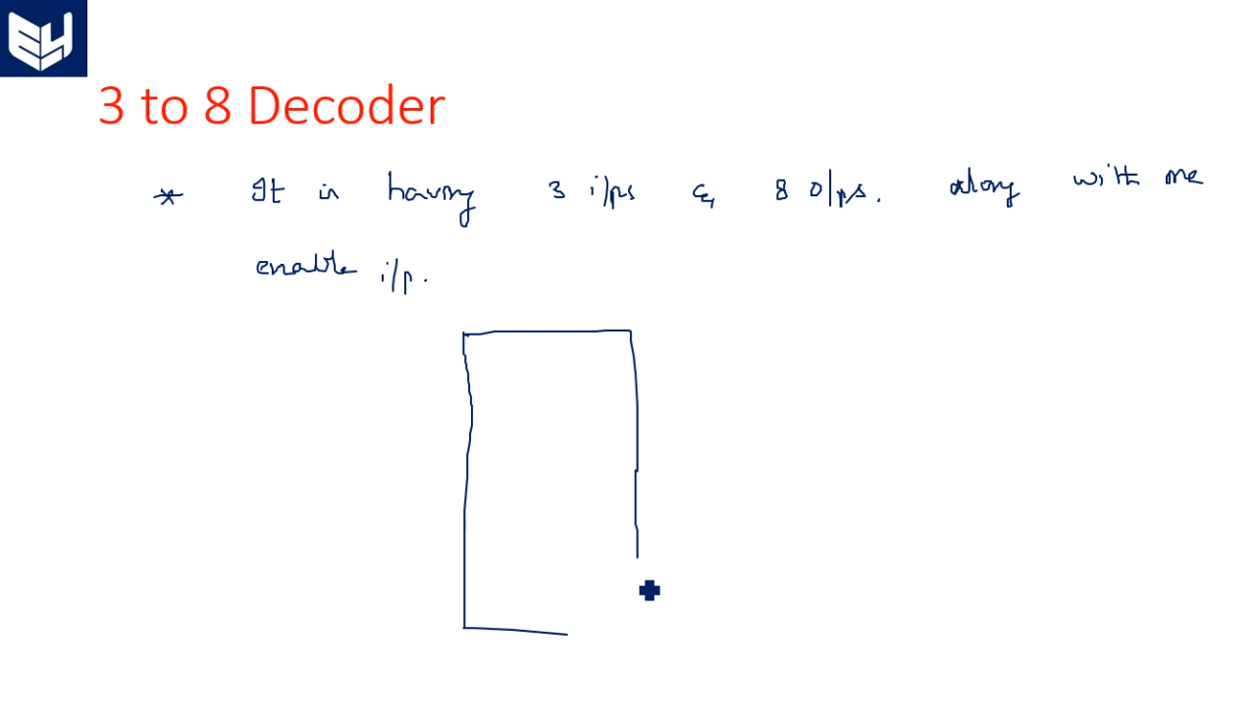 3 to 8 Decoder
* It is having 3 i/ps & 8 o/ps. along with one
enable i/p.